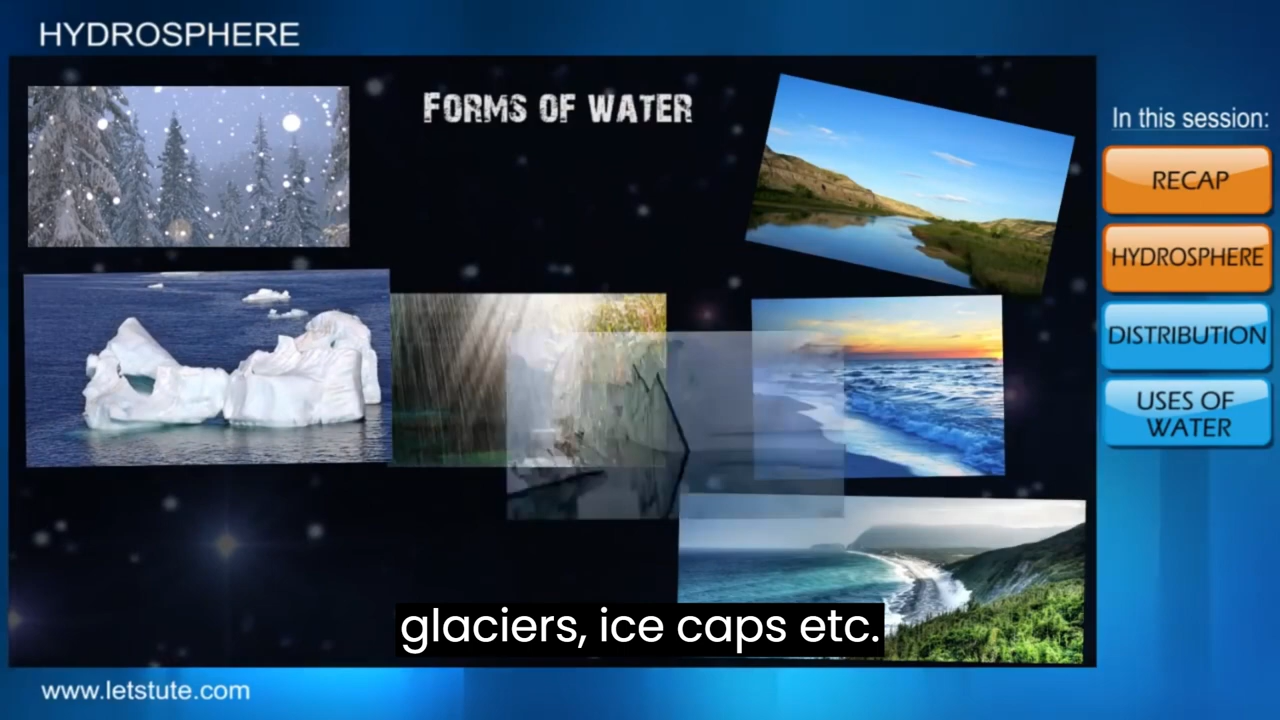 HYDROSPHERE
FORMS OF WATER
In this session:
RECAP
HYDROSPHERE
DISTRIBUTION
USES OF
WATER
glaciers, ice caps etc.
www.letstute.com